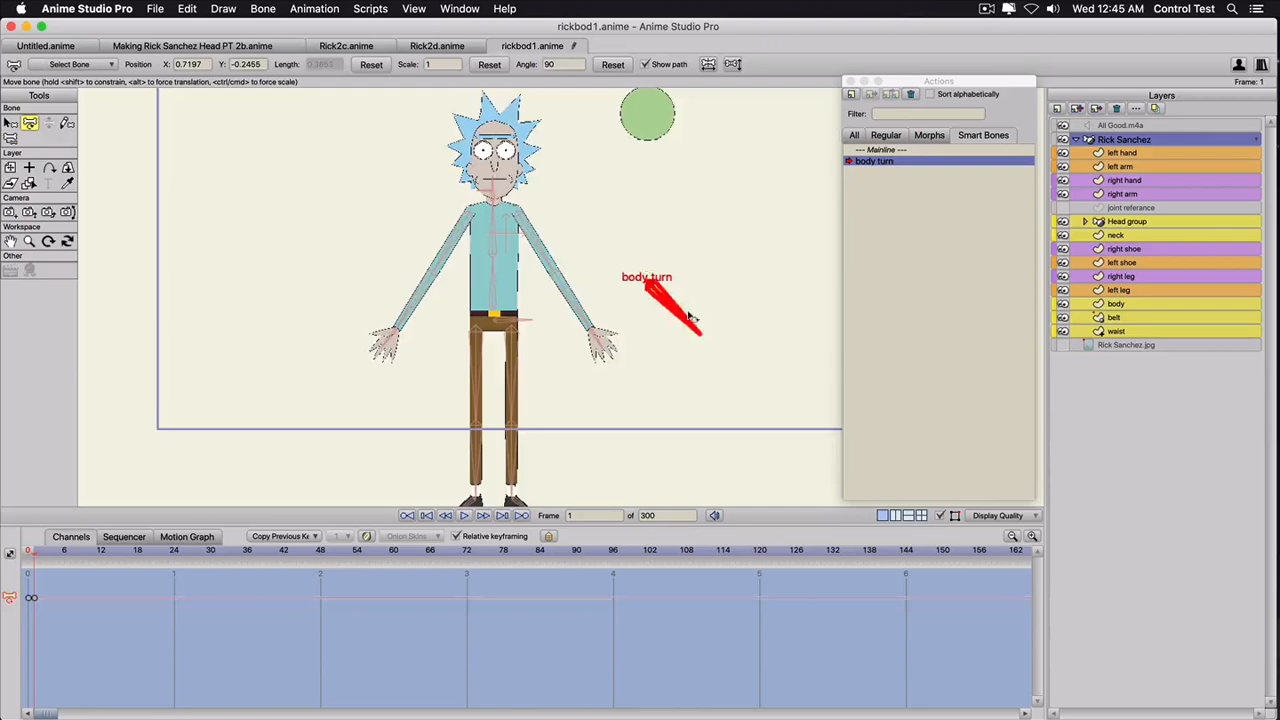 Anime Studio Pro File Edit Draw Bone Animation Scripts View Window Help Wed 12:45 AM Control Test
rickbod1.anime - Anime Studio Pro
Untitled.anime Making Rick Sanchez Head PT 2b.anime Rick2c.anime Rick2d.anime rickbod1.anime
Select Bone Position X: 0.7197 Y: -0.2455 Length: Reset Scale: 1 Reset Angle: 90 Reset Show path
Move bone (hold <shift> to constrain, <alt> to force translation, <ctrl/cmd> to force scale) Frame: 1
Tools
Bone
Layer
Camera
Workspace
Other
body turn
Actions
Sort alphabetically
Filter:
All Regular Morphs Smart Bones
--- Mainline ---
body turn
Layers
All Good.m4a
Rick Sanchez
left hand
left arm
right hand
right arm
joint referance
Head group
neck
right shoe
left shoe
right leg
left leg
body
belt
waist
Rick Sanchez.jpg
Frame 1 of 300 Display Quality
Channels Sequencer Motion Graph Copy Previous Ke 1 Onion Skins Relative keyframing
0 6 12 18 24 30 36 42 48 54 60 66 72 78 84 90 96 102 108 114 120 126 132 138 144 150 156 162
0 1 2 3 4 5 6